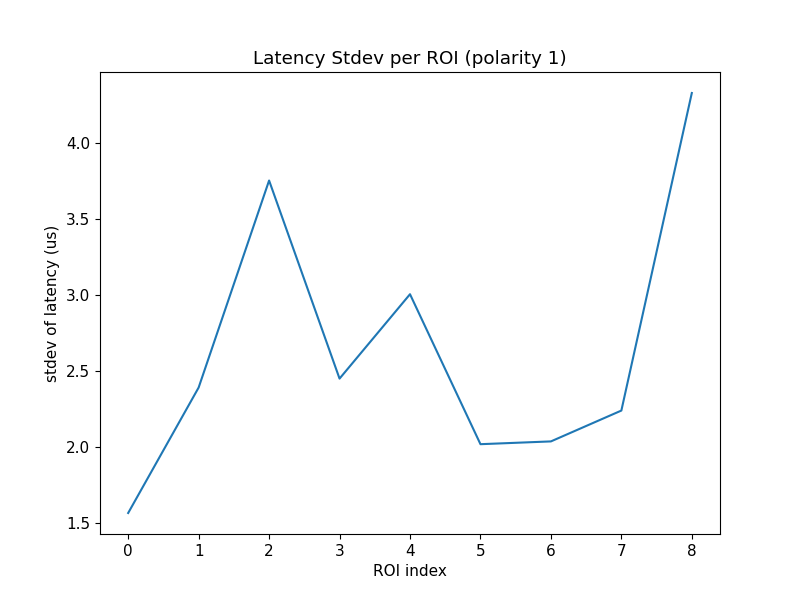 Latency Stdev per ROI (polarity 1)
stdev of latency (us)
4.0
3.5
3.0
2.5
2.0
1.5
0 1 2 3 4 5 6 7 8
ROI index